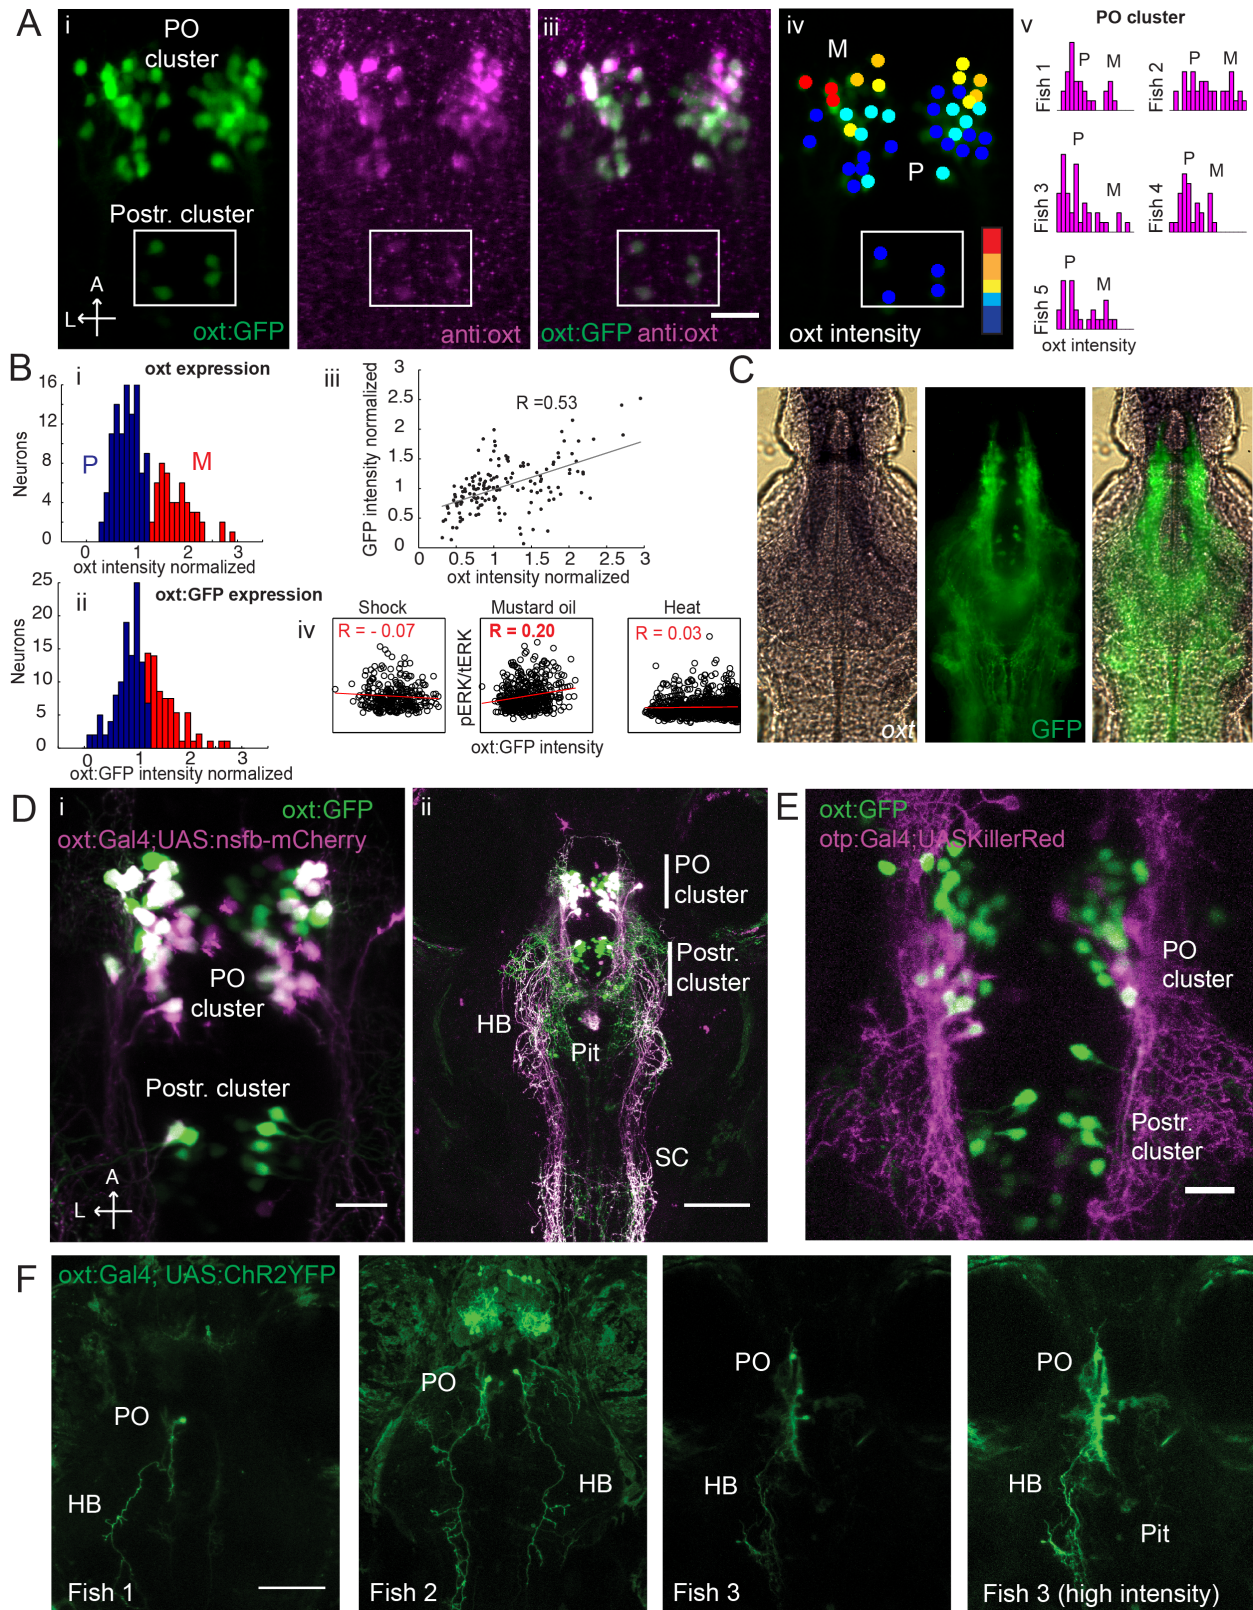 A
i
PO
cluster
Postr. cluster
A
L
oxt:GFP
ii
anti:oxt
iii
oxt:GFP anti:oxt
iv
M
P
oxt intensity
v
PO cluster
Fish 1
P
M
Fish 2
P
M
Fish 3
P
M
Fish 4
P
M
Fish 5
P
M
oxt intensity
B
i
oxt expression
Neurons
16
12
8
4
0
P
M
0
1
2
3
oxt intensity normalized
ii
oxt:GFP expression
Neurons
25
20
15
10
5
0
0
1
2
3
oxt:GFP intensity normalized
iii
GFP intensity normalized
3
2.5
2
1.5
1
0.5
0
R =0.53
0
0.5
1
1.5
2
2.5
3
oxt intensity normalized
iv
Shock
R = - 0.07
Mustard oil
R = 0.20
Heat
R = 0.03
pERK/tERK
oxt:GFP intensity
C
oxt
GFP
D
i
oxt:GFP
oxt:Gal4;UAS:nsfb-mCherry
PO
cluster
Postr. cluster
A
L
ii
PO
cluster
Postr.
cluster
HB
Pit
SC
E
oxt:GFP
otp:Gal4;UASKillerRed
PO
cluster
Postr.
cluster
F
oxt:Gal4; UAS:ChR2YFP
PO
HB
Fish 1
PO
HB
Fish 2
PO
HB
Fish 3
PO
HB
Pit
Fish 3 (high intensity)